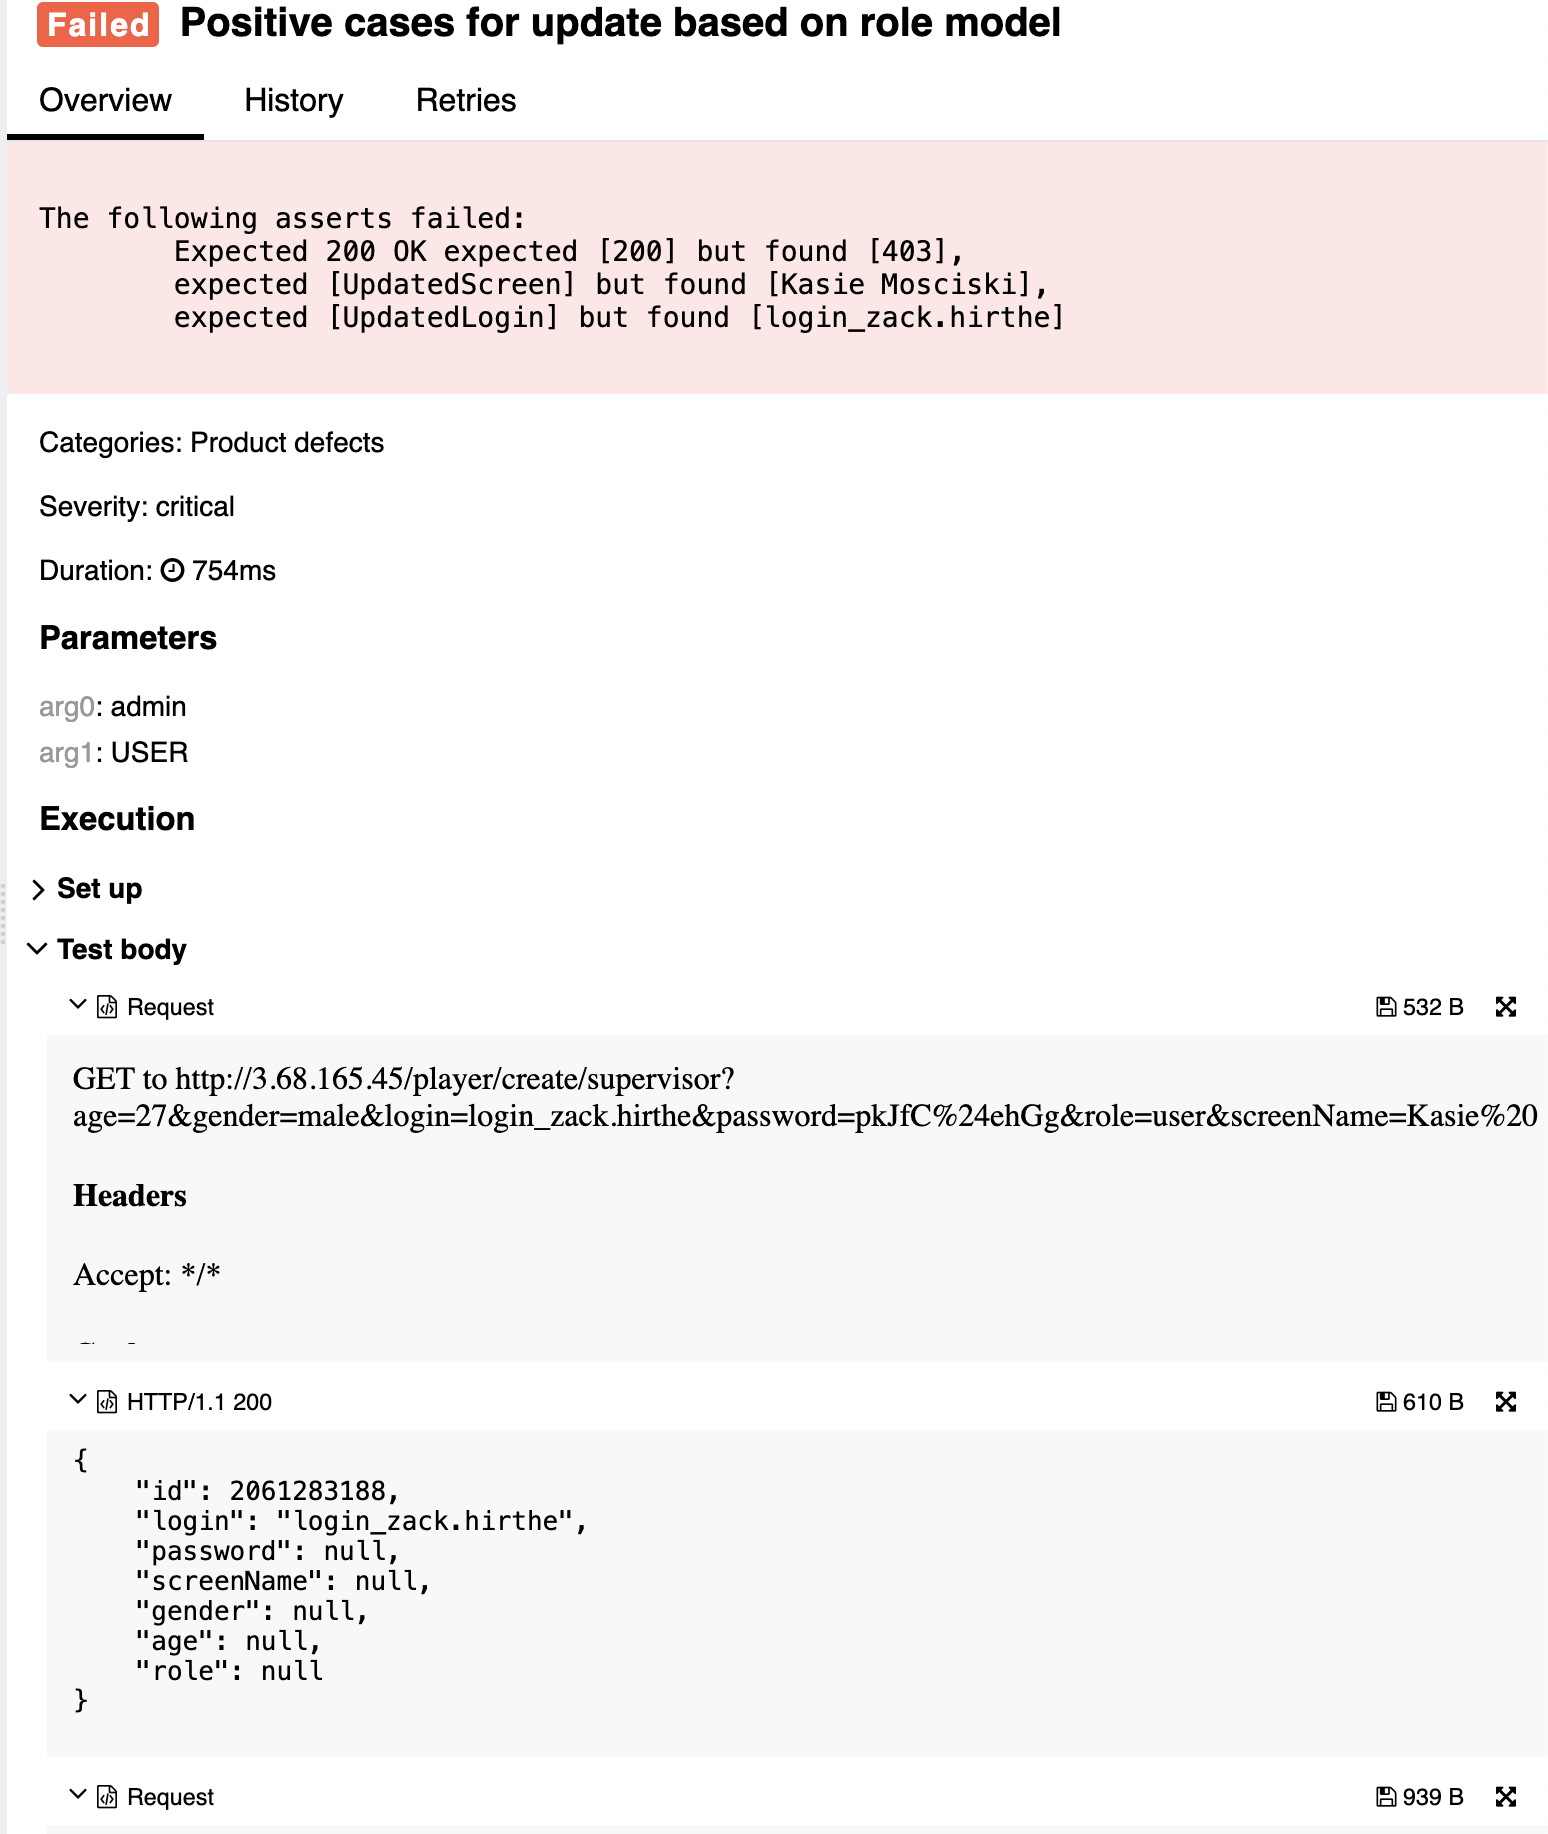 Failed Positive cases for update based on role model
Overview History Retries
The following asserts failed:
Expected 200 OK expected [200] but found [403],
expected [UpdatedScreen] but found [Kasie Mosciski],
expected [UpdatedLogin] but found [login_zack.hirthe]
Categories: Product defects
Severity: critical
Duration: 754ms
Parameters
arg0: admin
arg1: USER
Execution
Set up
Test body
Request 532 B
GET to http://3.68.165.45/player/create/supervisor?
age=27&gender=male&login=login_zack.hirthe&password=pkJfC%24ehGg&role=user&screenName=Kasie%20
Headers
Accept: */*
HTTP/1.1 200 610 B
{
    "id": 2061283188,
    "login": "login_zack.hirthe",
    "password": null,
    "screenName": null,
    "gender": null,
    "age": null,
    "role": null
}
Request 939 B